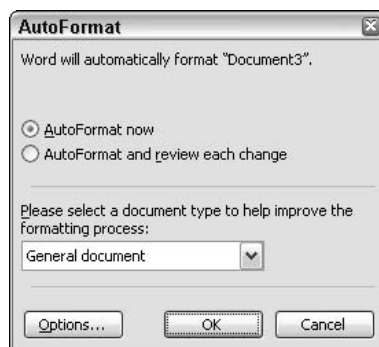 AutoFormat
Word will automatically format "Document3".
AutoFormat now
AutoFormat and review each change
Please select a document type to help improve the
formatting process:
General document
Options... OK Cancel